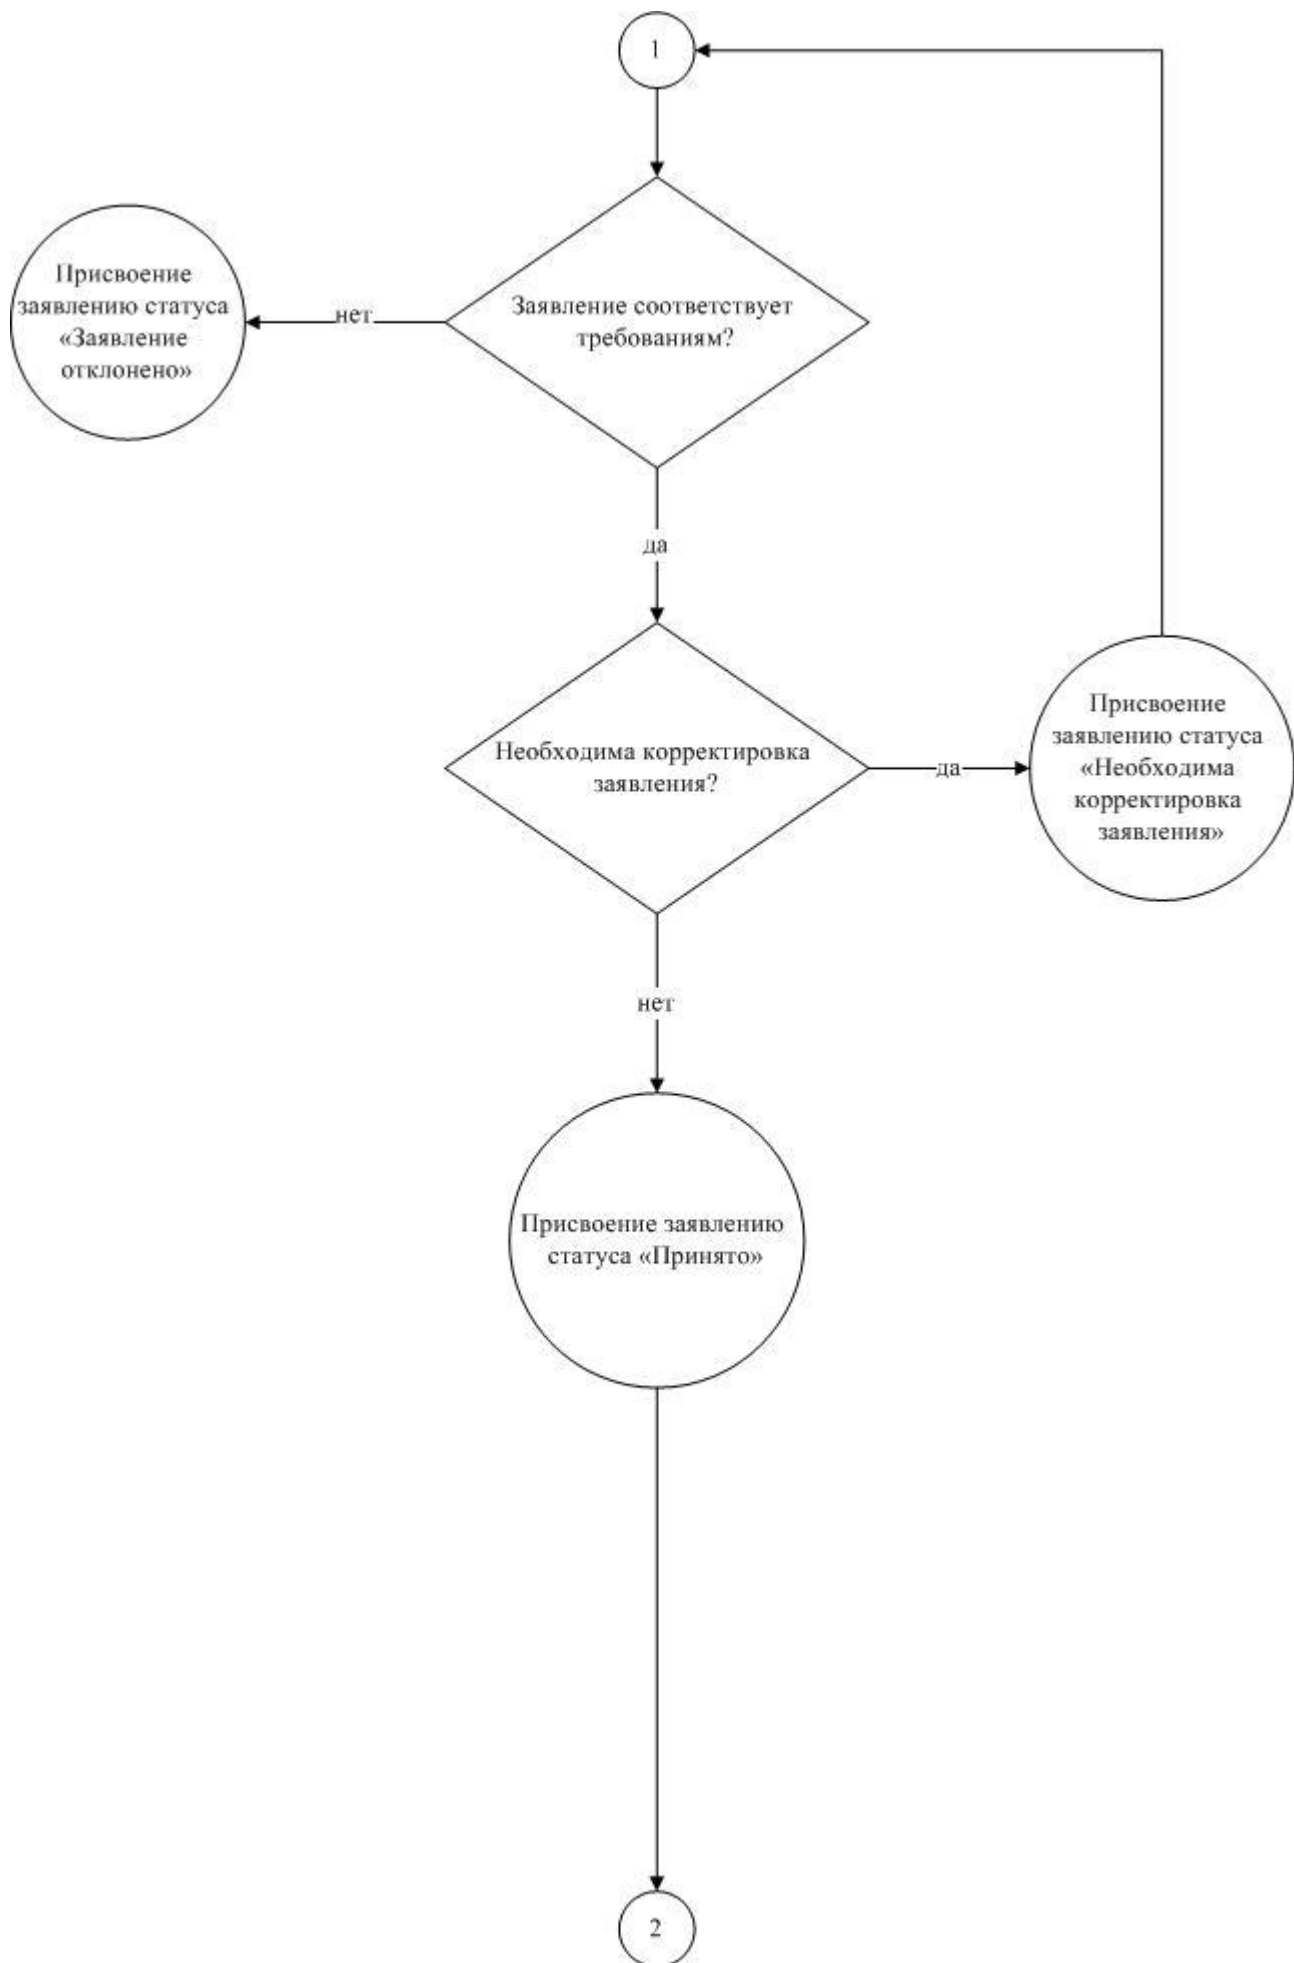 1
Присвоение
заявлению статуса
«Заявление
отклонено»
нет
Заявление соответствует
требованиям?
да
Необходима корректировка
заявления?
да
Присвоение
заявлению статуса
«Необходима
корректировка
заявления»
нет
Присвоение заявлению
статуса «Принято»
2